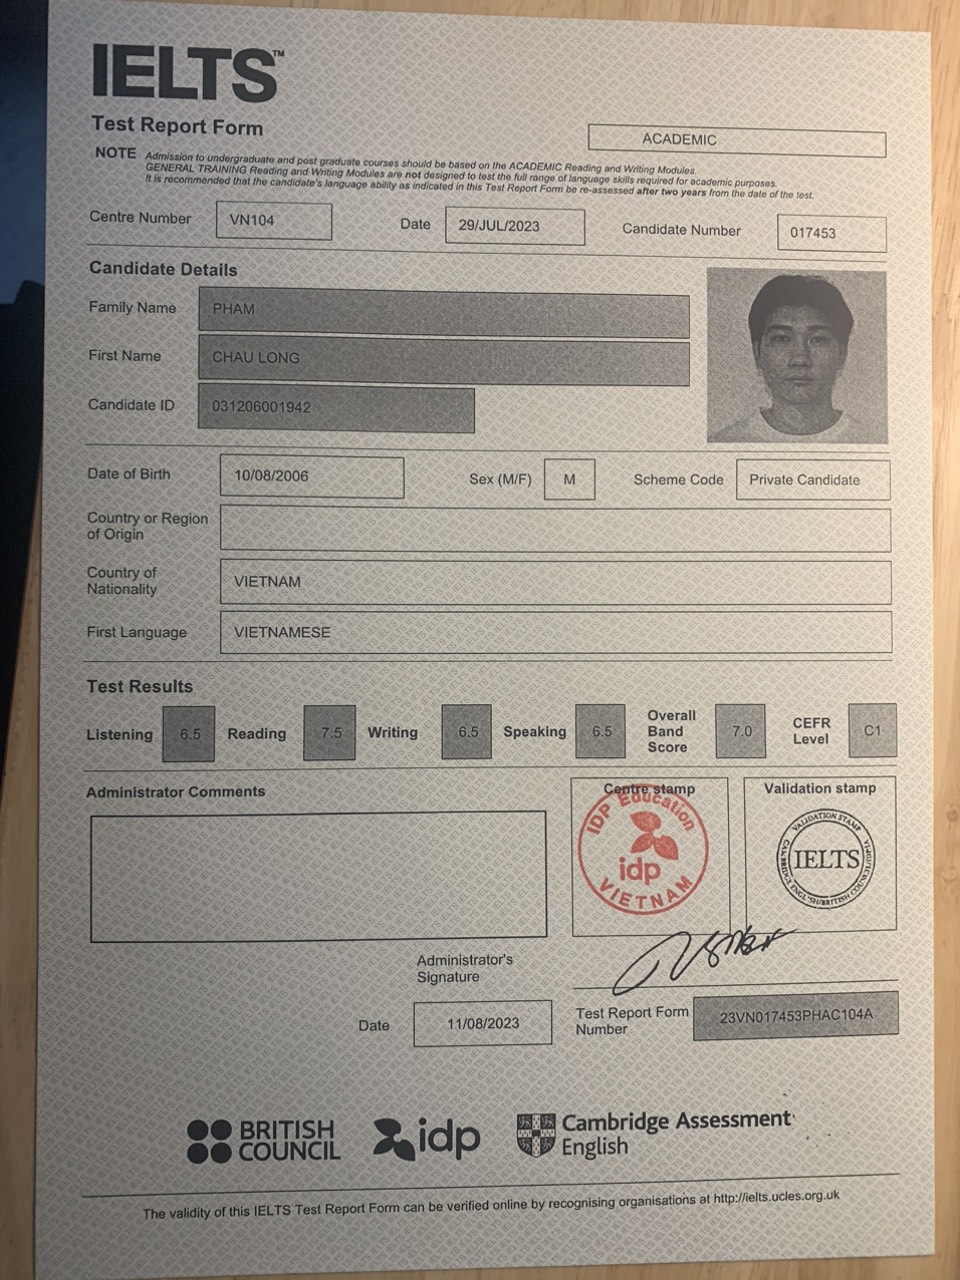 IELTS™
Test Report Form
ACADEMIC
NOTE Admission to undergraduate and post graduate courses should be based on the ACADEMIC Reading and Writing Modules.
GENERAL TRAINING Reading and Writing Modules are not designed to test the full range of language skills required for academic purposes.
It is recommended that the candidate's language ability as indicated in this Test Report Form be re-assessed after two years from the date of the test.
Centre Number VN104 Date 29/JUL/2023 Candidate Number 017453
Candidate Details
Family Name PHAM
First Name CHAU LONG
Candidate ID 031206001942
Date of Birth 10/08/2006 Sex (M/F) M Scheme Code Private Candidate
Country or Region
of Origin
Country of
Nationality VIETNAM
First Language VIETNAMESE
Test Results
Listening 6.5 Reading 7.5 Writing 6.5 Speaking 6.5 Overall Band Score 7.0 CEFR Level C1
Administrator Comments
Centre stamp
IDP Education
idp
VIETNAM
Validation stamp
VALIDATION STAMP
IELTS
Administrator's
Signature
Date 11/08/2023
Test Report Form
Number 23VN017453PHAC104A
BRITISH
COUNCIL
idp
Cambridge Assessment
English
The validity of this IELTS Test Report Form can be verified online by recognising organisations at http://ielts.ucles.org.uk